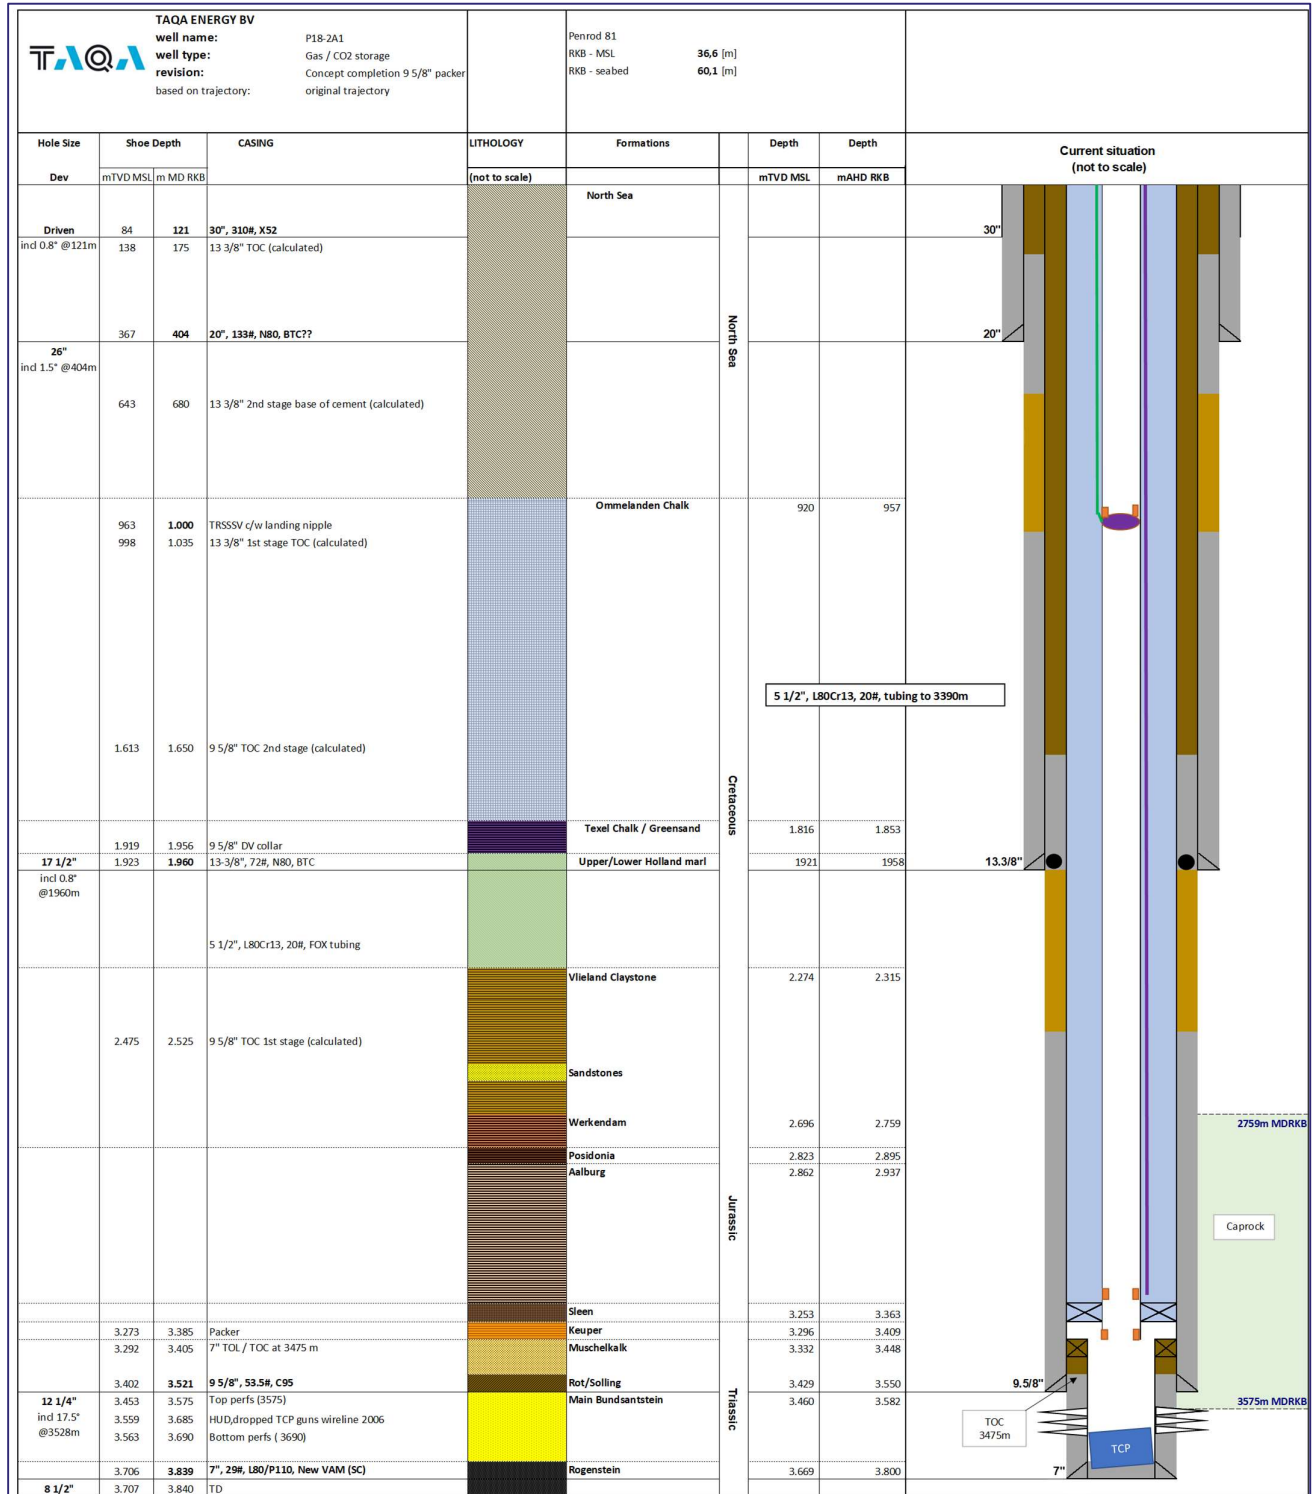 TAQA
TAQA ENERGY BV
well name: P18-2A1
well type: Gas / CO2 storage
revision: Concept completion 9 5/8" packer
based on trajectory: original trajectory
Penrod 81
RKB - MSL 36,6 [m]
RKB - seabed 60,1 [m]
Hole Size Shoe Depth CASING LITHOLOGY Formations Depth Depth Current situation
(not to scale)
Dev mTVD MSL m MD RKB (not to scale) mTVD MSL mAHD RKB
North Sea
Driven 84 121 30", 310#, X52 30"
incl 0.8° @121m 138 175 13 3/8" TOC (calculated)
North Sea
367 404 20", 133#, N80, BTC?? 20"
26"
incl 1.5° @404m
643 680 13 3/8" 2nd stage base of cement (calculated)
Ommelanden Chalk 920 957
963 1.000 TRSSSV c/w landing nipple
998 1.035 13 3/8" 1st stage TOC (calculated)
5 1/2", L80Cr13, 20#, tubing to 3390m
1.613 1.650 9 5/8" TOC 2nd stage (calculated)
Cretaceous
Texel Chalk / Greensand 1.816 1.853
1.919 1.956 9 5/8" DV collar
17 1/2" 1.923 1.960 13-3/8", 72#, N80, BTC Upper/Lower Holland marl 1921 1958 13.3/8"
incl 0.8°
@1960m
5 1/2", L80Cr13, 20#, FOX tubing
Vlieland Claystone 2.274 2.315
2.475 2.525 9 5/8" TOC 1st stage (calculated)
Sandstones
Werkendam 2.696 2.759 2759m MDRKB
Posidonia 2.823 2.895
Aalburg 2.862 2.937
Jurassic
Caprock
Sleen 3.253 3.363
3.273 3.385 Packer Keuper 3.296 3.409
3.292 3.405 7" TOL / TOC at 3475 m Muschelkalk 3.332 3.448
3.402 3.521 9 5/8", 53.5#, C95 Rot/Solling 3.429 3.550 9.5/8"
12 1/4" 3.453 3.575 Top perfs (3575) Main Bundsantstein 3.460 3.582 3575m MDRKB
Triassic
incl 17.5° 3.559 3.685 HUD,dropped TCP guns wireline 2006
@3528m 3.563 3.690 Bottom perfs ( 3690)
TOC
3475m
TCP
3.706 3.839 7", 29#, L80/P110, New VAM (SC) Rogenstein 3.669 3.800 7"
8 1/2" 3.707 3.840 TD